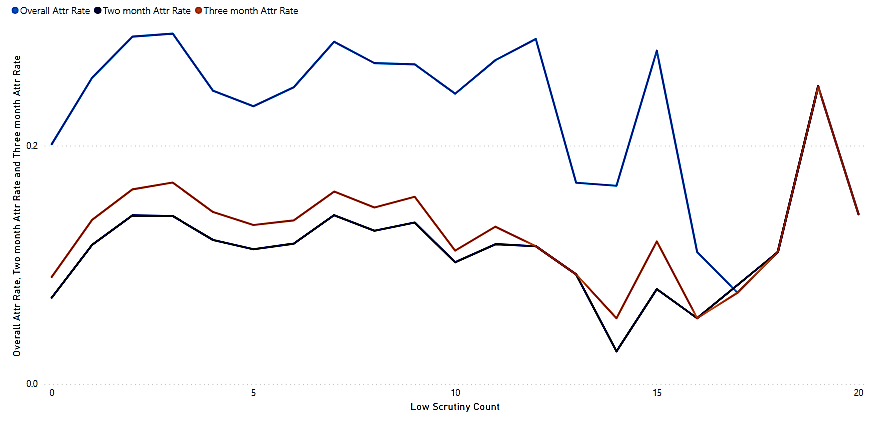 Overall Attr Rate Two month Attr Rate Three month Attr Rate
Overall Attr Rate, Two month Attr Rate and Three month Attr Rate
0.2
0.0
0 5 10 15 20
Low Scrutiny Count